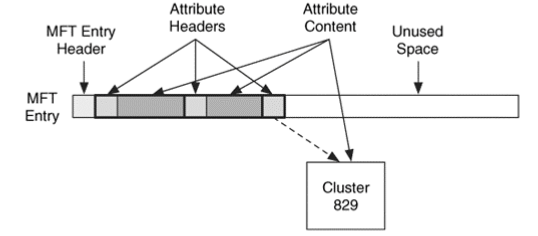 MFT Entry
Header
Attribute
Headers
Attribute
Content
Unused
Space
MFT
Entry
Cluster
829